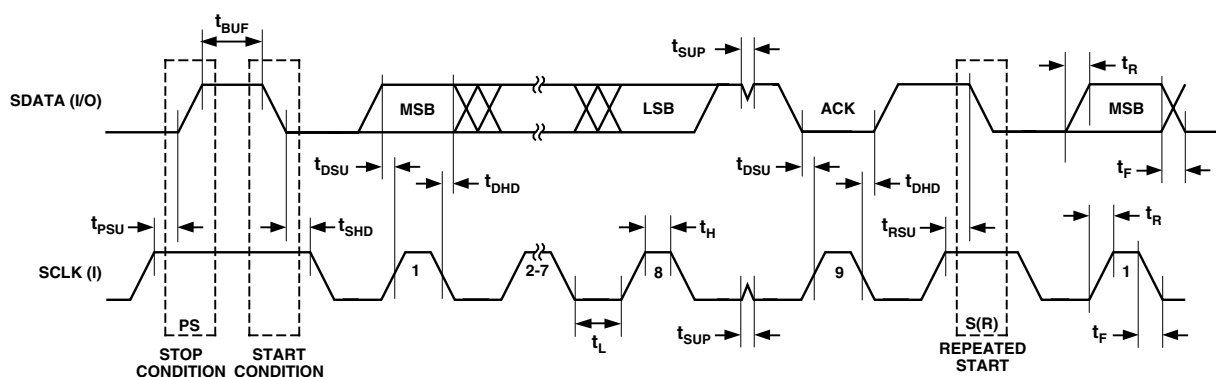 tBUF
tSUP
tR
SDATA (I/O)
MSB
LSB
ACK
MSB
tDSU
tDHD
tDSU
tDHD
tF
tPSU
tSHD
tH
tRSU
tR
SCLK (I)
1
2-7
8
9
1
PS
S(R)
tL
tSUP
tF
STOP
CONDITION
START
CONDITION
REPEATED
START